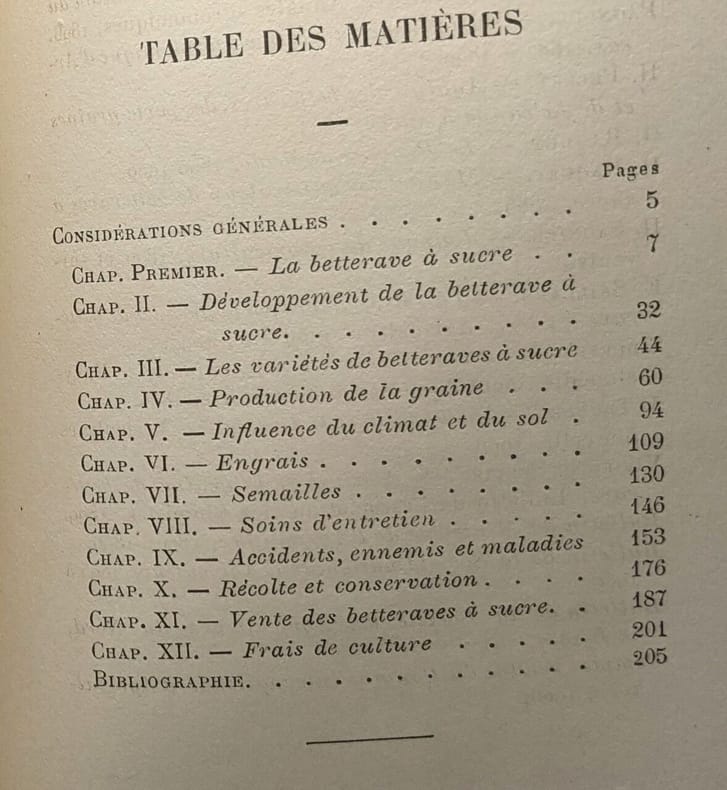 TABLE DES MATIÈRES
Pages
CONSIDÉRATIONS GÉNÉRALES . . . . . . . . 5
CHAP. PREMIER. — La betterave à sucre . . 7
CHAP. II. — Développement de la betterave à
sucre. . . . . . . . . . 32
CHAP. III. — Les variétés de betteraves à sucre 44
CHAP. IV. — Production de la graine . . . 60
CHAP. V. — Influence du climat et du sol . 94
CHAP. VI. — Engrais . . . . . . . . . 109
CHAP. VII. — Semailles . . . . . . . . 130
CHAP. VIII. — Soins d'entretien . . . . . 146
CHAP. IX. — Accidents, ennemis et maladies 153
CHAP. X. — Récolte et conservation . . . . 176
CHAP. XI. — Vente des betteraves à sucre. . 187
CHAP. XII. — Frais de culture . . . . . 201
BIBLIOGRAPHIE. . . . . . . . . . . . 205